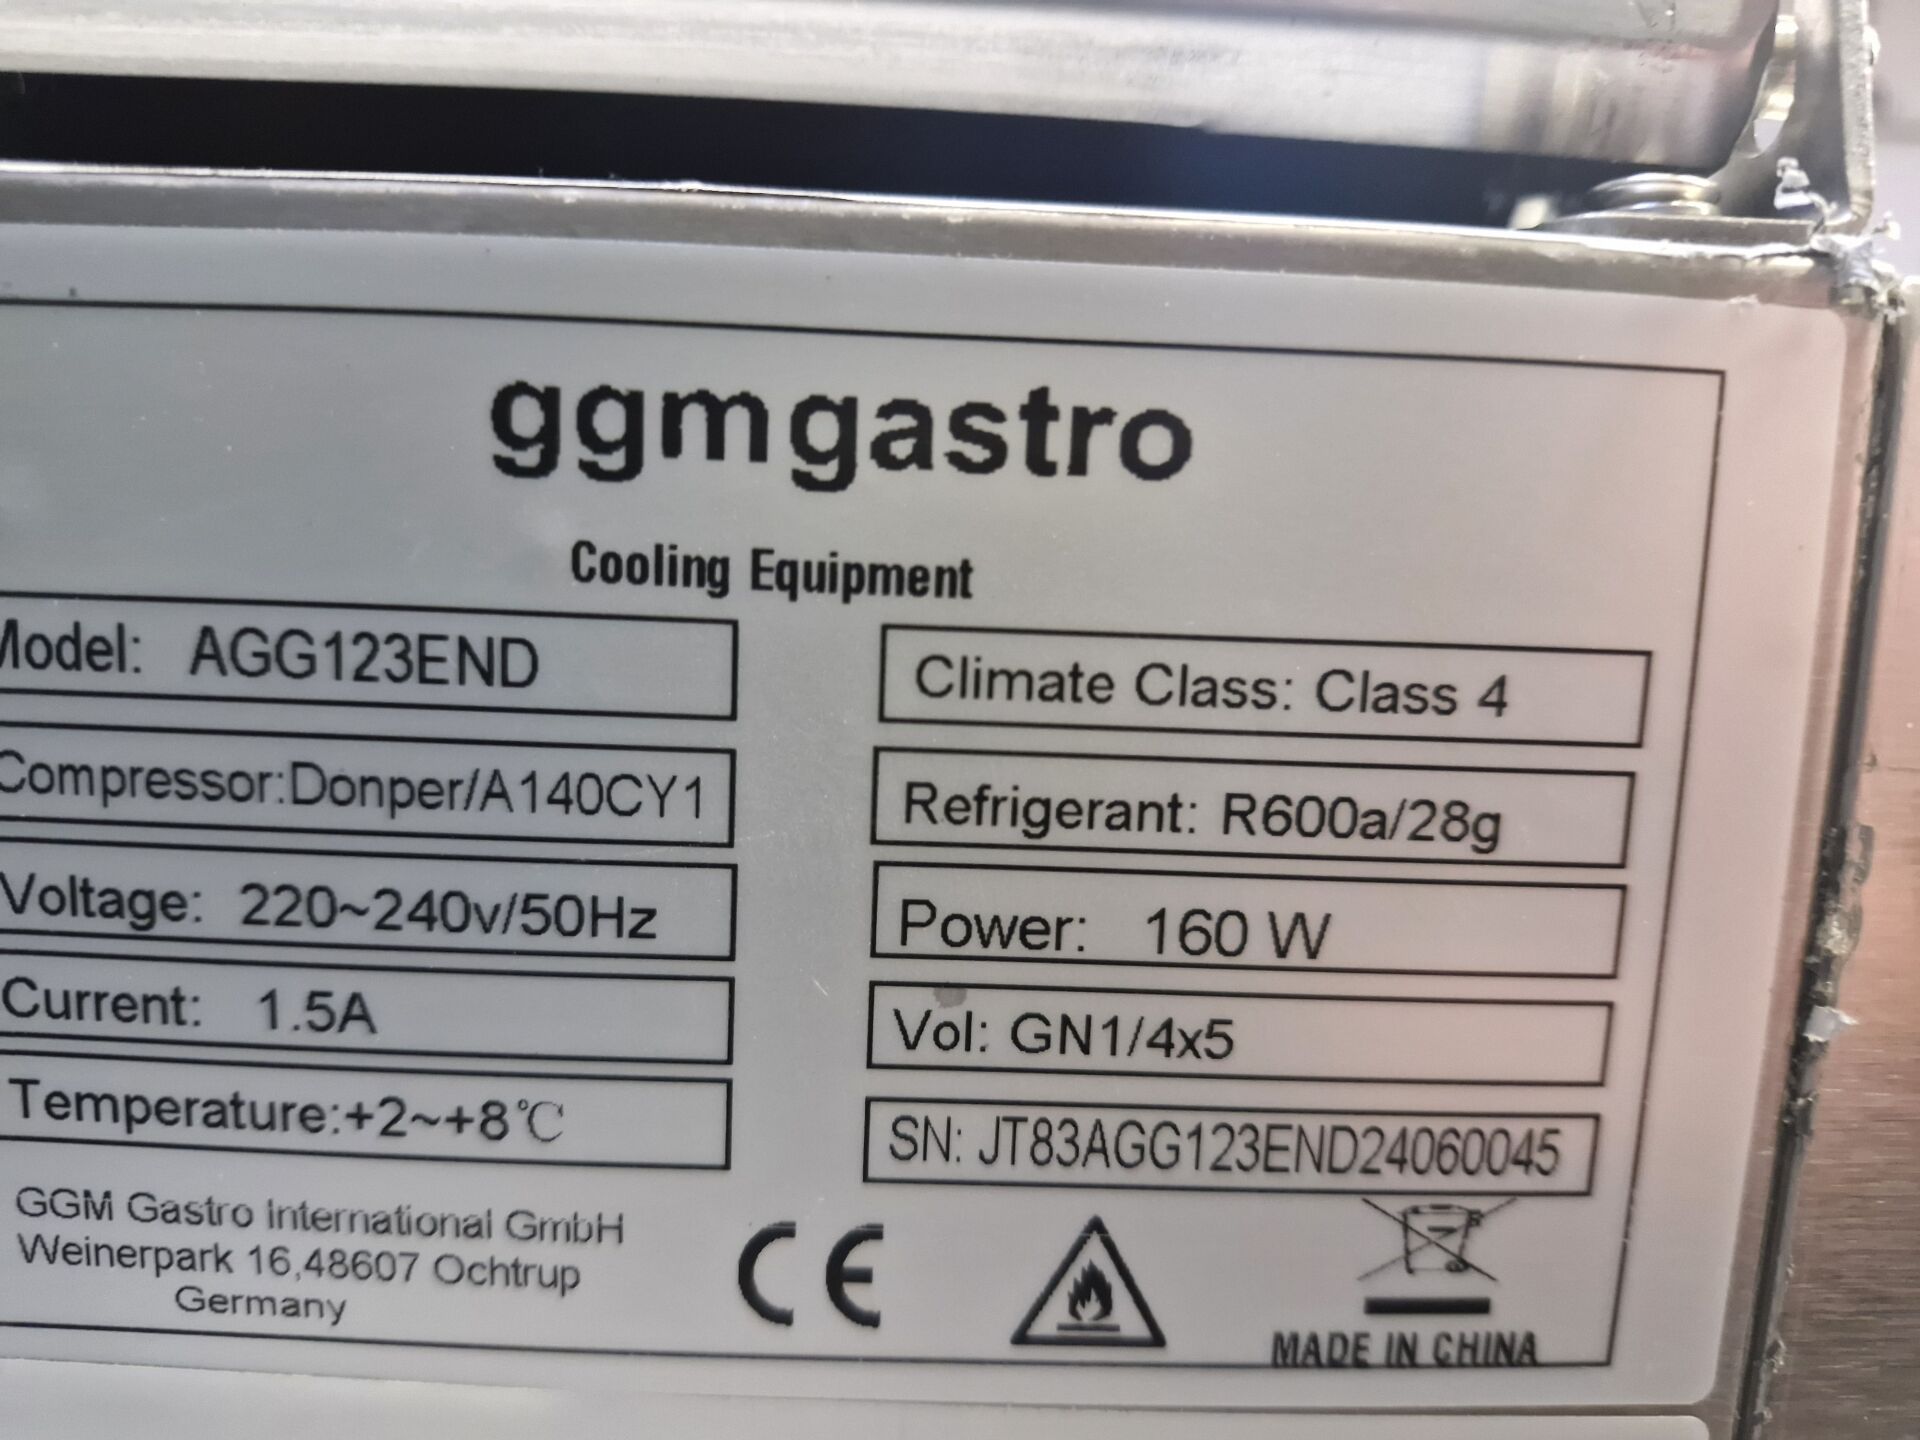 ggmgastro
Cooling Equipment
Model: AGG123END
Climate Class: Class 4
Compressor:Donper/A140CY1
Refrigerant: R600a/28g
Voltage: 220~240v/50Hz
Power: 160 W
Current: 1.5A
Vol: GN1/4x5
Temperature:+2~+8℃
SN: JT83AGG123END24060045
GGM Gastro International GmbH
Weinerpark 16,48607 Ochtrup
Germany
CE
MADE IN CHINA